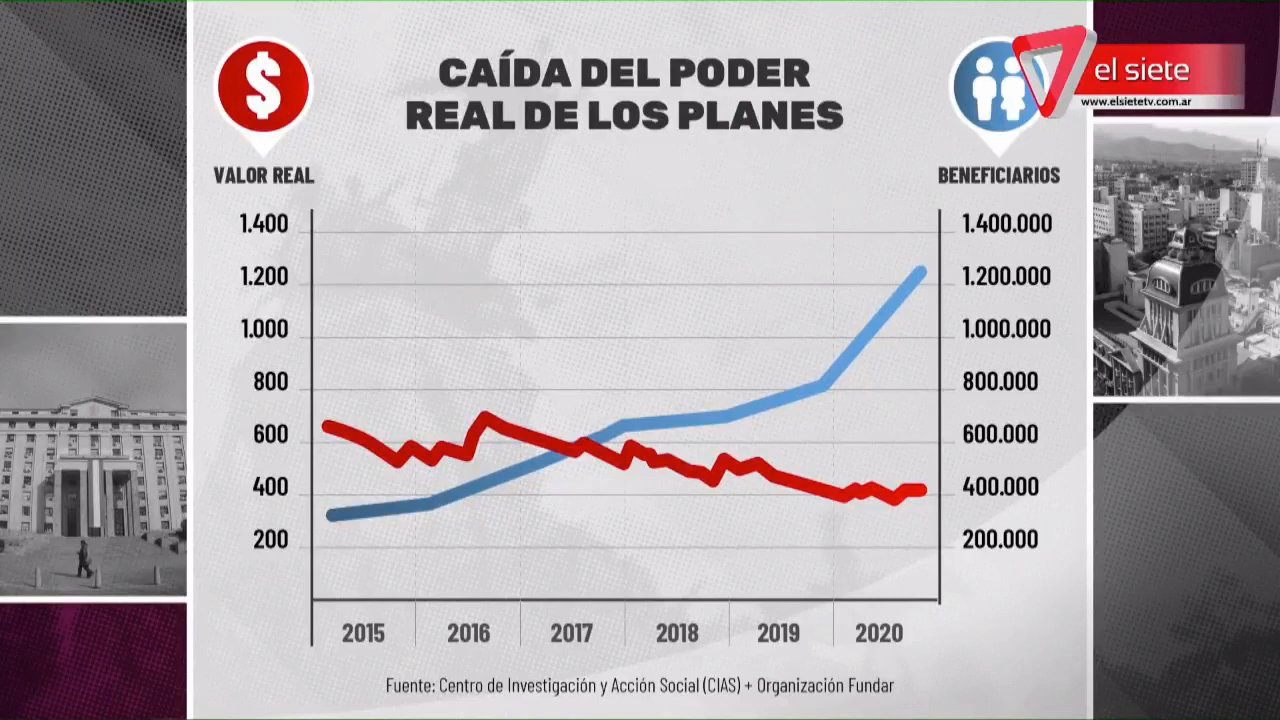 CAÍDA DEL PODER
REAL DE LOS PLANES
el siete
www.elsietetv.com.ar
VALOR REAL
BENEFICIARIOS
1.400
1.400.000
1.200
1.200.000
1.000
1.000.000
800
800.000
600
600.000
400
400.000
200
200.000
2015
2016
2017
2018
2019
2020
Fuente: Centro de Investigación y Acción Social (CIAS) + Organización Fundar